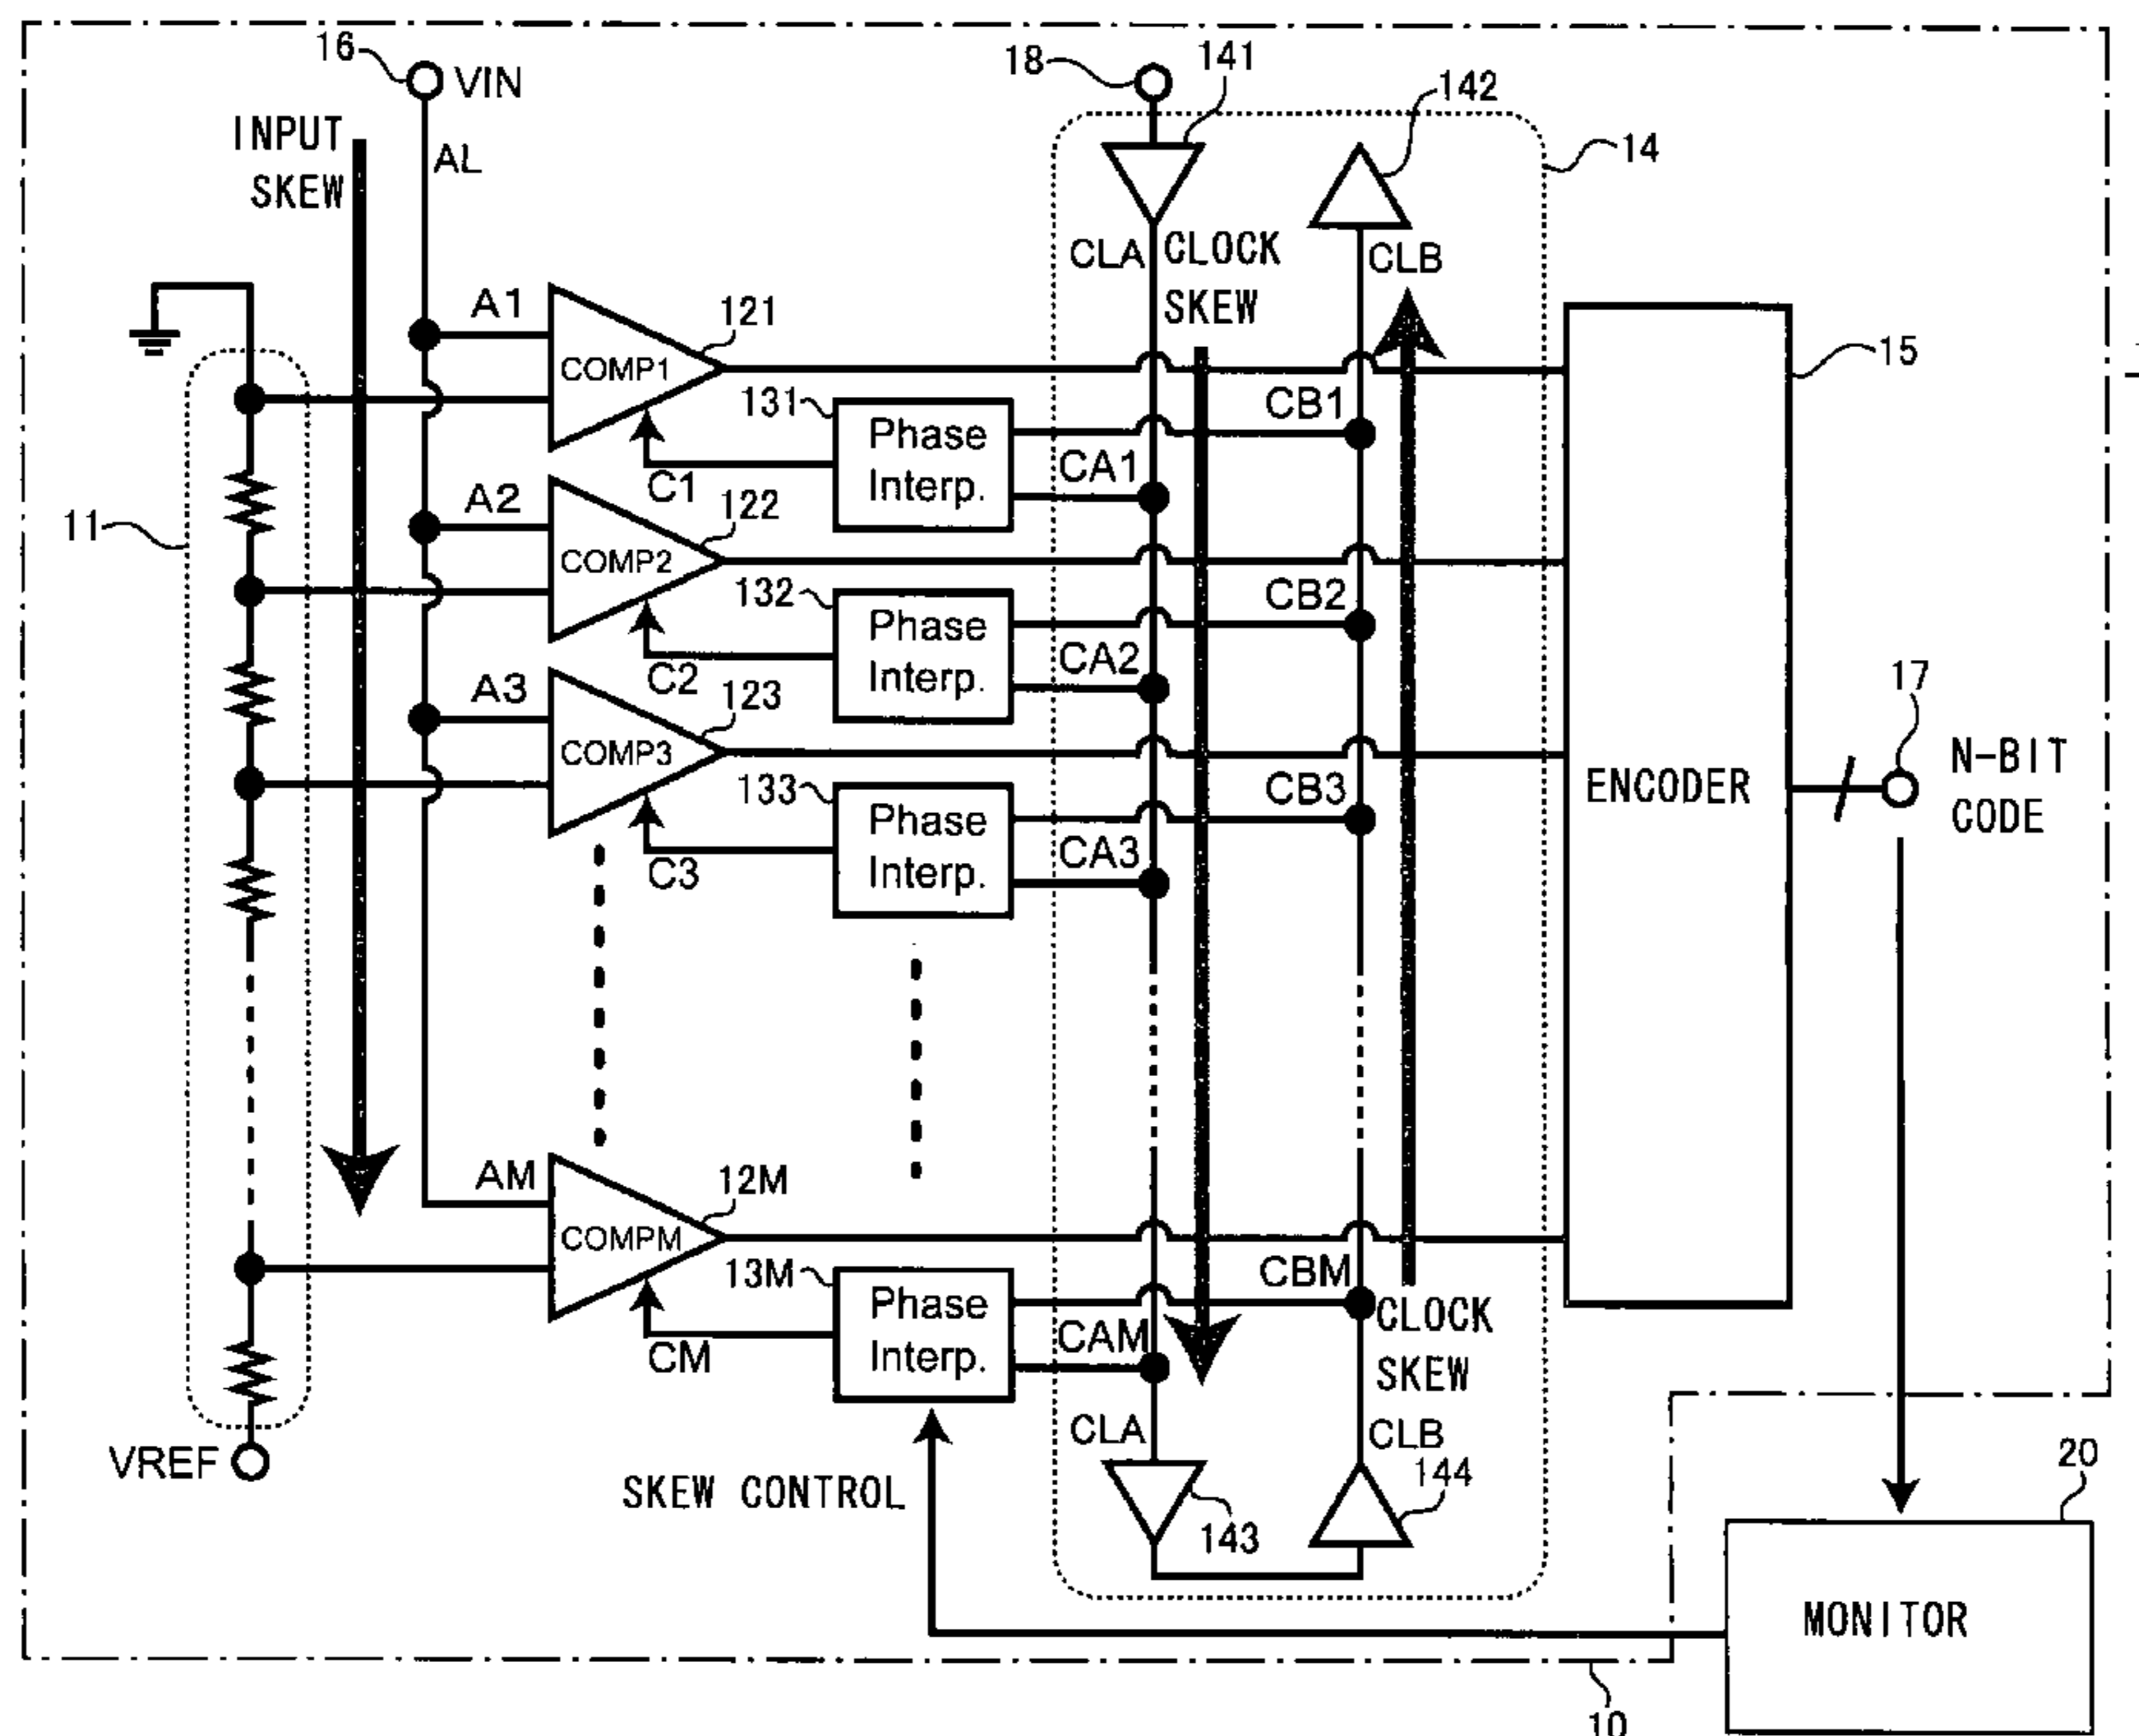 16
VIN
18
141
142
INPUT
SKEW
AL
14
CLA
CLOCK
SKEW
CLB
A1
COMP1
121
15
131
Phase
Interp.
CB1
CA1
C1
A2
COMP2
122
11
132
Phase
Interp.
CB2
CA2
C2
A3
COMP3
123
17
N-BIT
CODE
ENCODER
133
Phase
Interp.
CB3
CA3
C3
AM
COMPM
12M
13M
Phase
Interp.
CBM
CAM
CM
CLOCK
SKEW
CLA
CLB
VREF
SKEW CONTROL
143
144
20
MONITOR
10